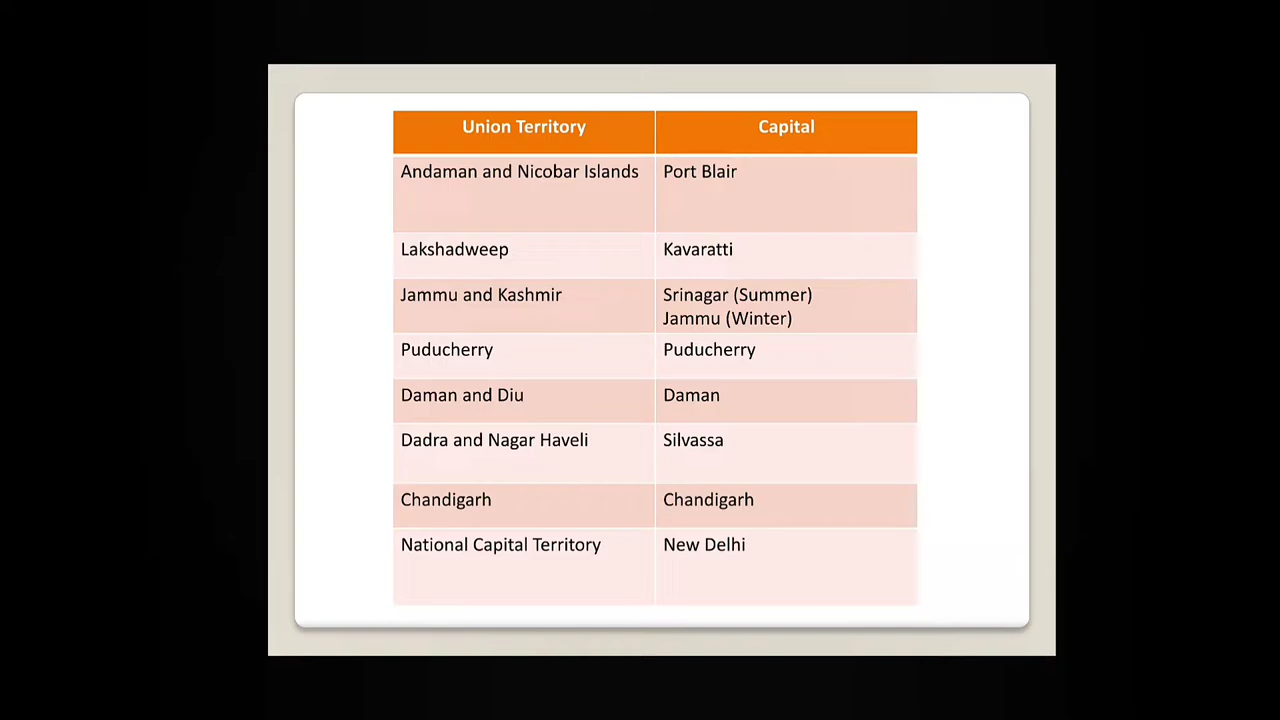 Union Territory Capital
Andaman and Nicobar Islands Port Blair
Lakshadweep Kavaratti
Jammu and Kashmir Srinagar (Summer)
Jammu (Winter)
Puducherry Puducherry
Daman and Diu Daman
Dadra and Nagar Haveli Silvassa
Chandigarh Chandigarh
National Capital Territory New Delhi